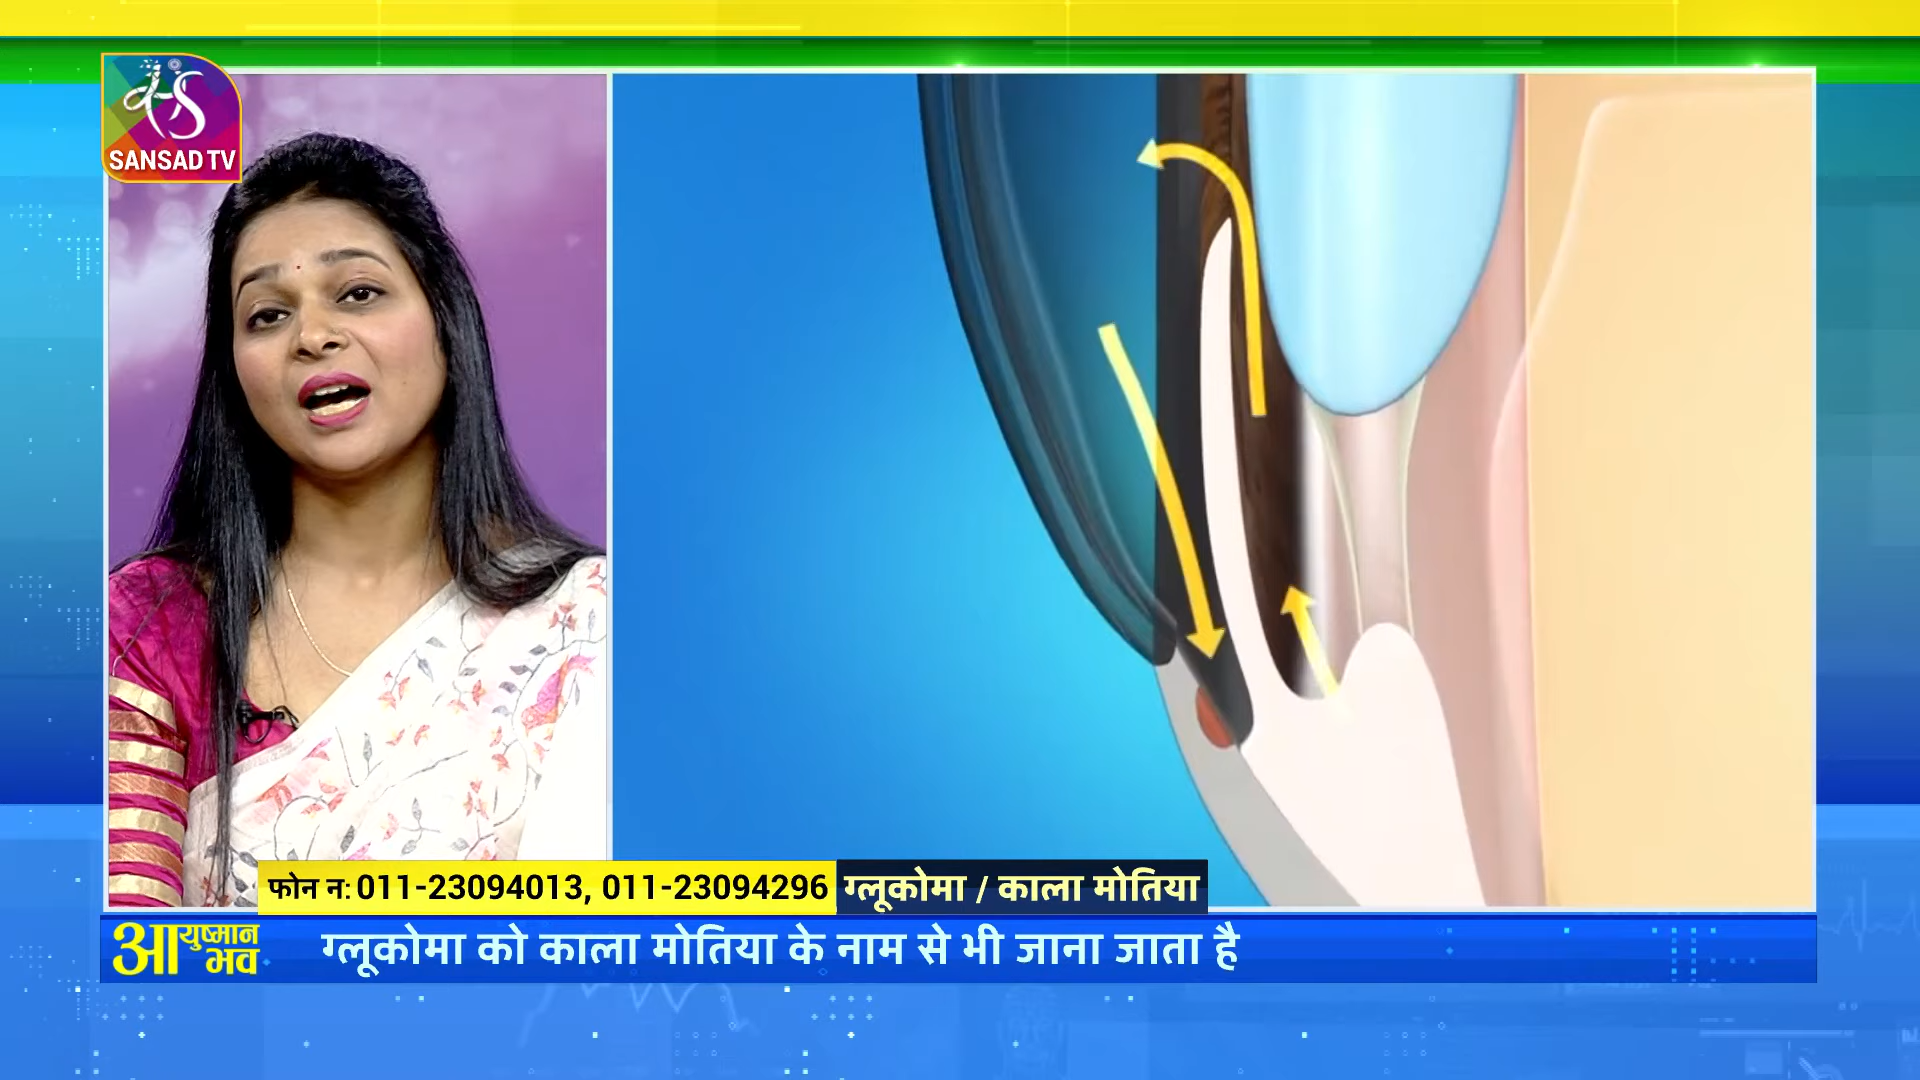 SANSAD TV
फोन न: 011-23094013, 011-23094296
ग्लूकोमा / काला मोतिया
आयुष्मान भव
ग्लूकोमा को काला मोतिया के नाम से भी जाना जाता है